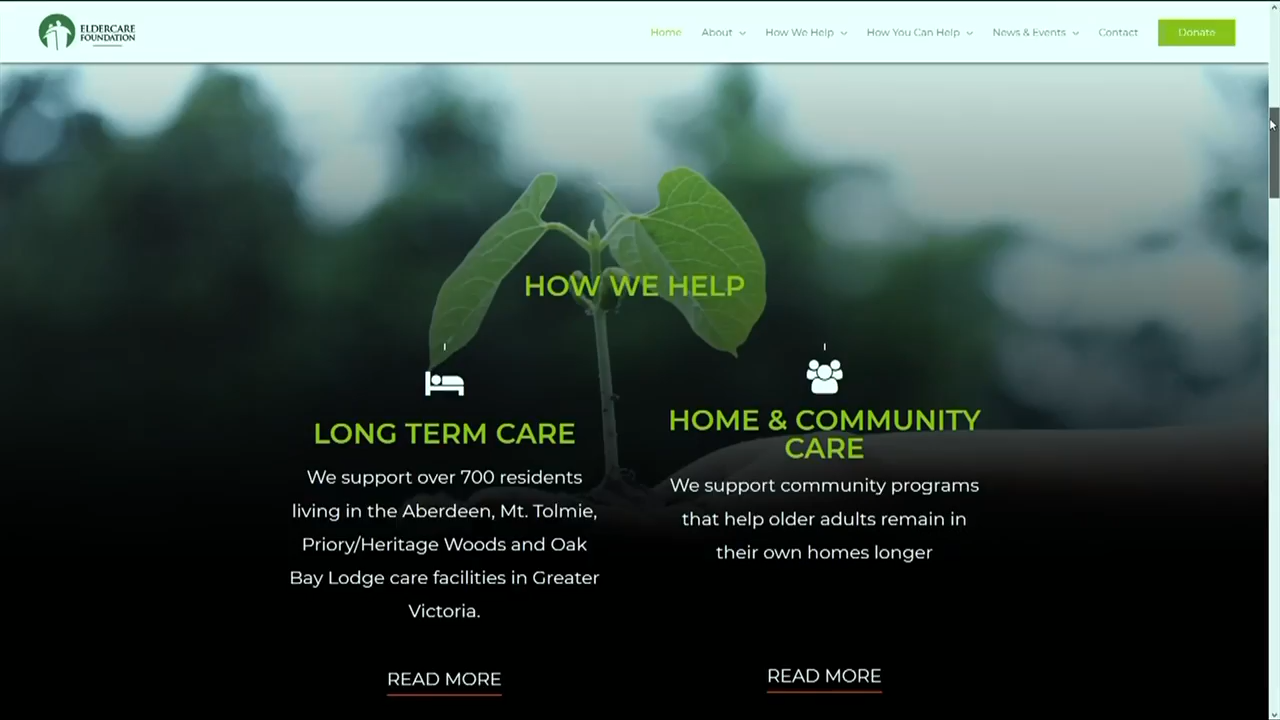 ELDERCARE
FOUNDATION
Home
About
How We Help
How You Can Help
News & Events
Contact
Donate
HOW WE HELP
LONG TERM CARE
We support over 700 residents
living in the Aberdeen, Mt. Tolmie,
Priory/Heritage Woods and Oak
Bay Lodge care facilities in Greater
Victoria.
READ MORE
HOME & COMMUNITY
CARE
We support community programs
that help older adults remain in
their own homes longer
READ MORE